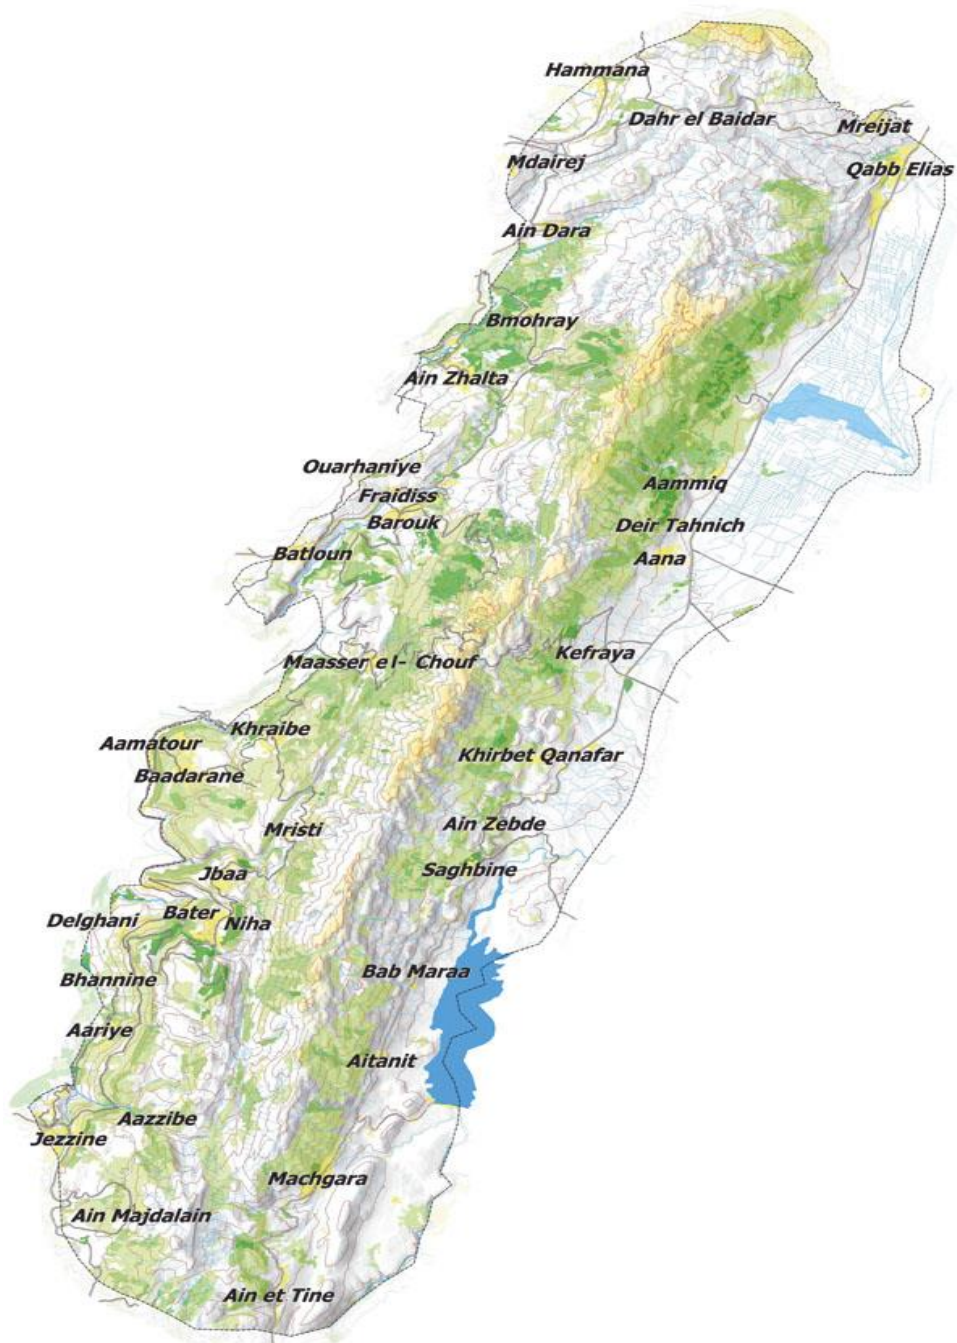 Hammana
Dahr el Baidar
Mreijat
Mdairej
Qabb Elias
Ain Dara
Bmohray
Ain Zhalta
Ouarhaniye
Aammiq
Fraidiss
Barouk
Deir Tahnich
Batloun
Aana
Maasser el- Chouf
Kefraya
Khraibe
Aamatour
Khirbet Qanafar
Baadarane
Mristi
Ain Zebde
Jbaa
Saghbine
Delghani
Bater
Niha
Bhannine
Bab Maraa
Aariye
Aitanit
Aazzibe
Jezzine
Machgara
Ain Majdalain
Ain et Tine